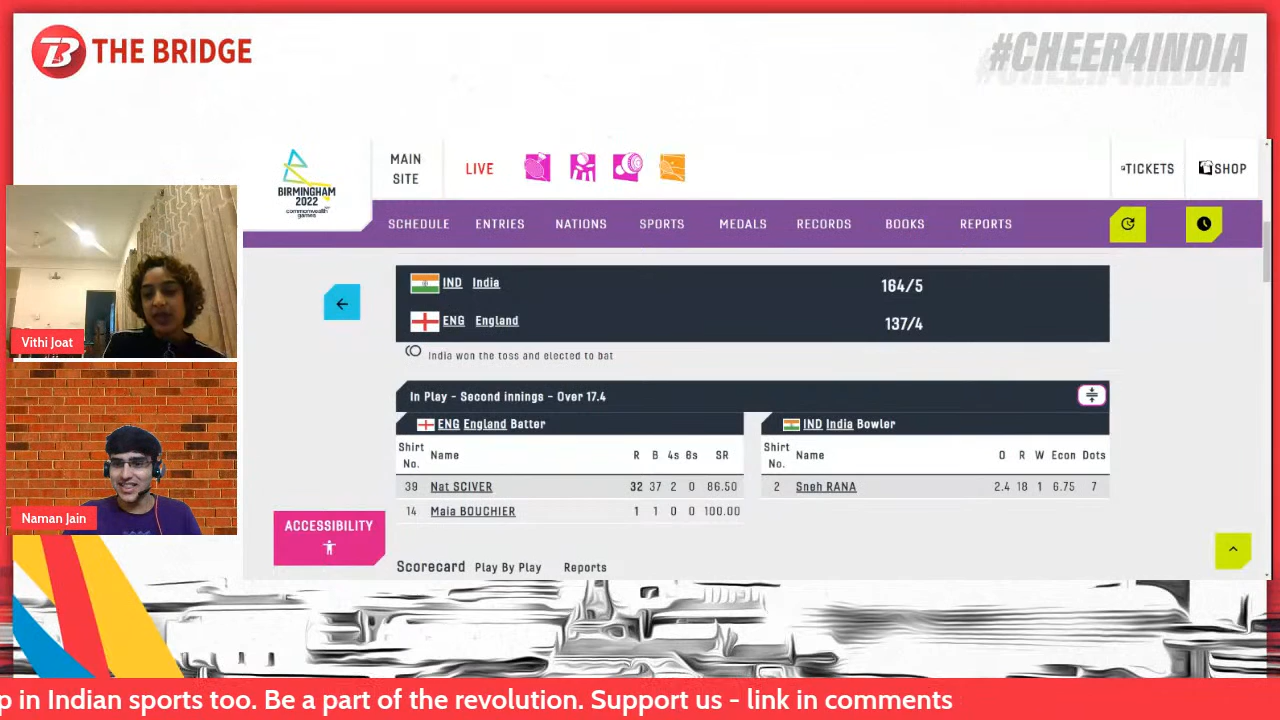 THE BRIDGE
#CHEER4INDIA
MAIN SITE
LIVE
TICKETS
SHOP
BIRMINGHAM
2022
commonwealth
games
SCHEDULE ENTRIES NATIONS SPORTS MEDALS RECORDS BOOKS REPORTS
IND India 164/5
ENG England 137/4
India won the toss and elected to bat
In Play - Second innings - Over 17.4
ENG England Batter
Shirt No. Name R B 4s 6s SR
39 Nat SCIVER 32 37 2 0 86.50
14 Maia BOUCHIER 1 1 0 0 100.00
IND India Bowler
Shirt No. Name O R W Econ Dots
2 Sneh RANA 2.4 18 1 6.75 7
Scorecard Play By Play Reports
ACCESSIBILITY
Vithi Joat
Naman Jain
in Indian sports too. Be a part of the revolution. Support us - link in comments